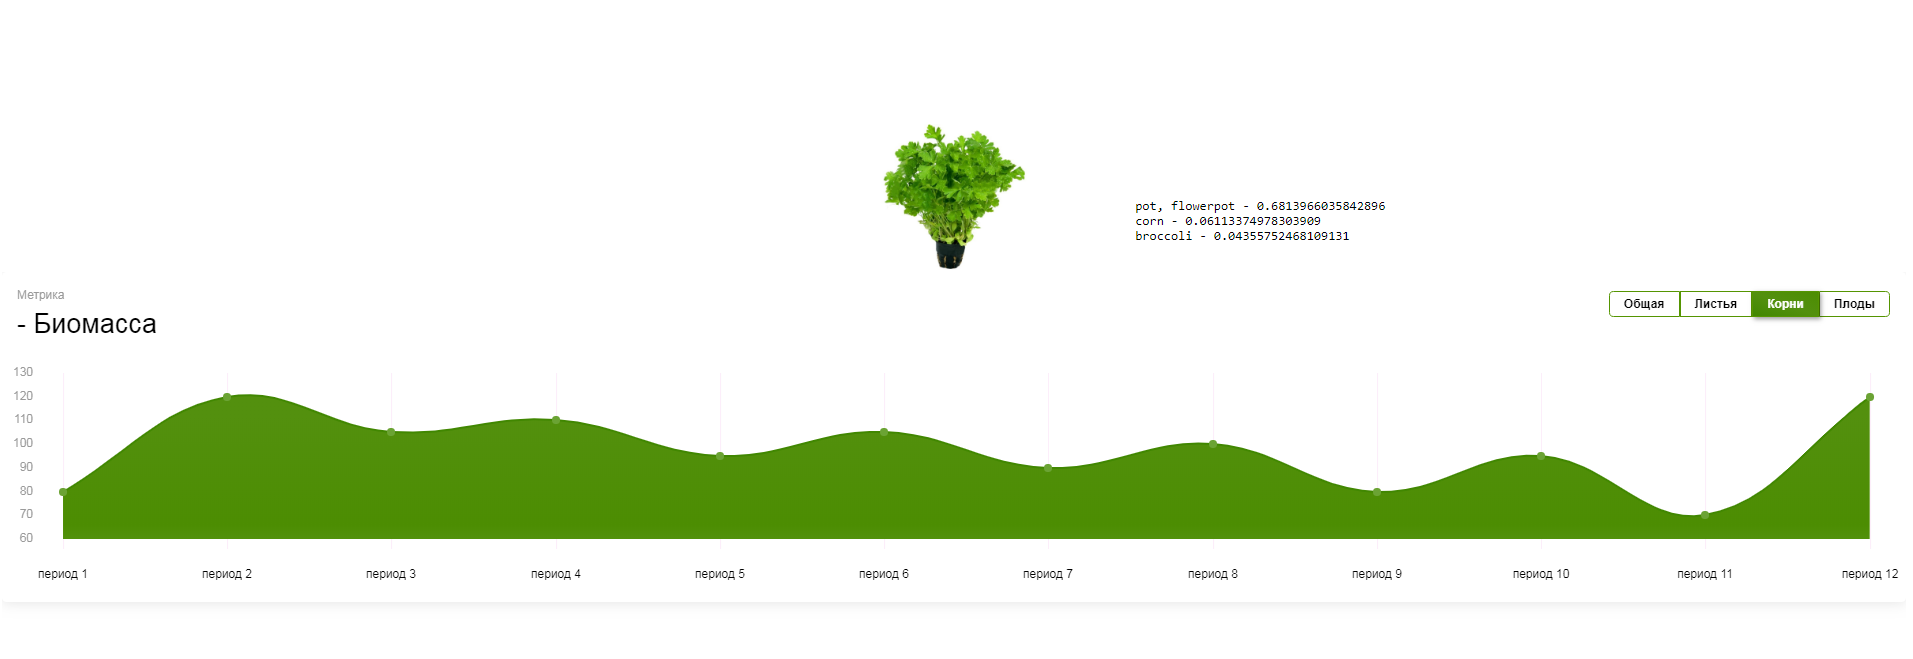 pot, flowerpot - 0.6813966035842896
corn - 0.06113374978303909
broccoli - 0.04355752468109131
Метрика
- Биомасса
Общая Листья Корни Плоды
130
120
110
100
90
80
70
60
период 1 период 2 период 3 период 4 период 5 период 6 период 7 период 8 период 9 период 10 период 11 период 12